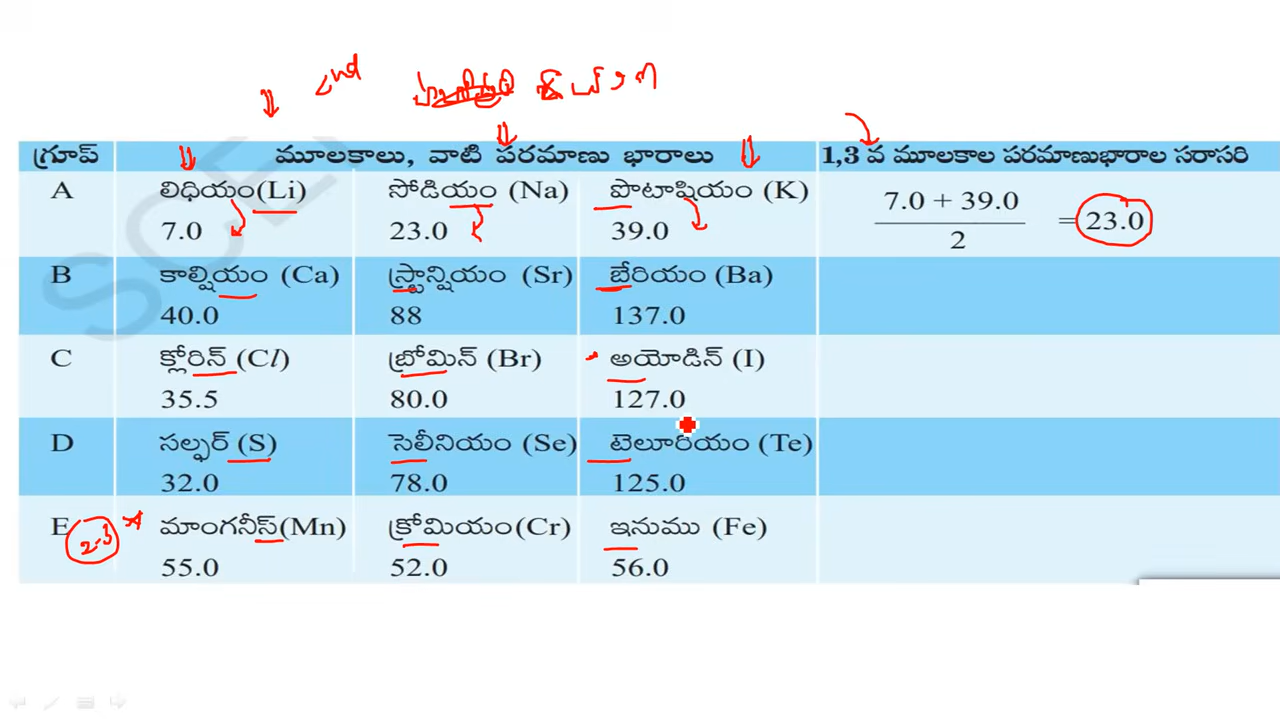 2nd
గ్రూప్ మూలకాలు, వాటి పరమాణు భారాలు 1,3 వ మూలకాల పరమాణుభారాల సరాసరి
A లిధియం(Li) సోడియం (Na) పొటాషియం (K) 7.0 + 39.0
7.0 23.0 39.0 2 = 23.0
B కాల్షియం (Ca) స్ట్రాన్షియం (Sr) బేరియం (Ba)
40.0 88 137.0
C క్లోరిన్ (Cl) బ్రోమిన్ (Br) అయోడిన్ (I)
35.5 80.0 127.0
D సల్ఫర్ (S) సెలీనియం (Se) టెలూరియం (Te)
32.0 78.0 125.0
E మాంగనీస్(Mn) క్రోమియం(Cr) ఇనుము (Fe)
2-3
55.0 52.0 56.0